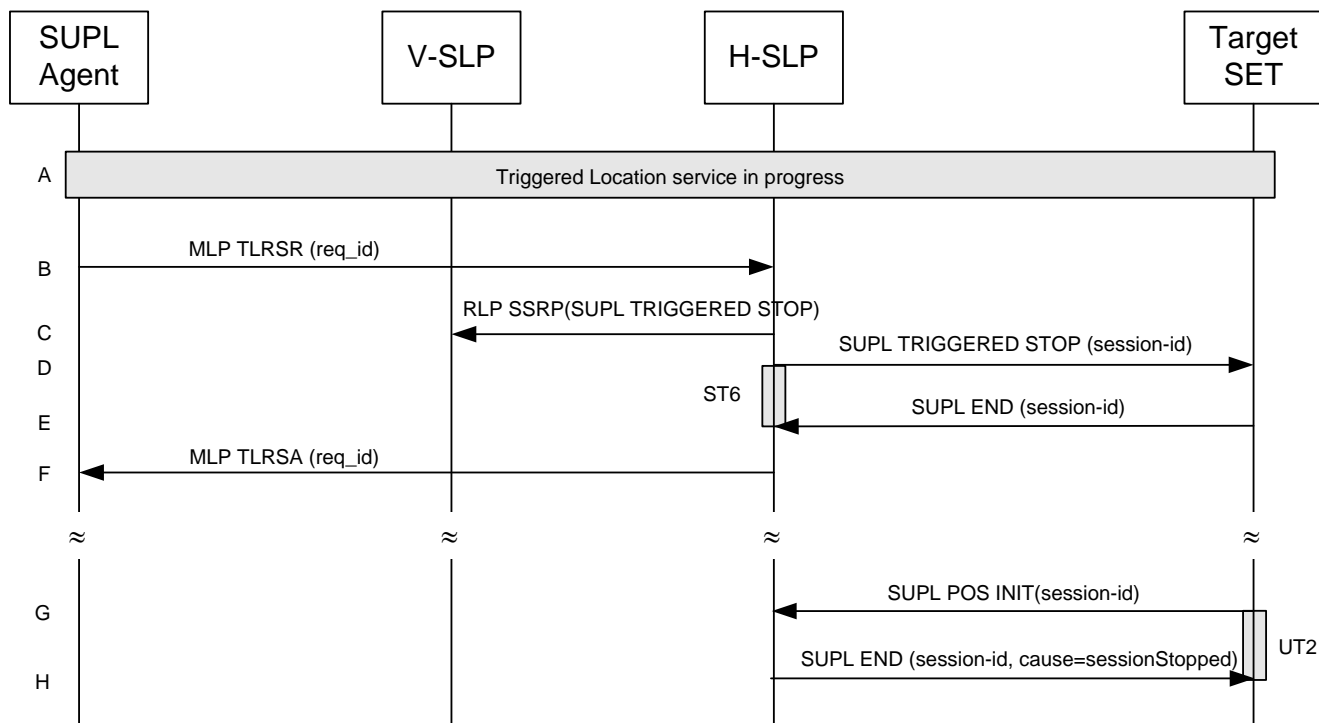 SUPL
Agent
V-SLP
H-SLP
Target
SET
A
Triggered Location service in progress
B
MLP TLRSR (req_id)
C
RLP SSRP(SUPL TRIGGERED STOP)
D
SUPL TRIGGERED STOP (session-id)
ST6
E
SUPL END (session-id)
F
MLP TLRSA (req_id)
≈ ≈ ≈ ≈
G
SUPL POS INIT(session-id)
UT2
H
SUPL END (session-id, cause=sessionStopped)